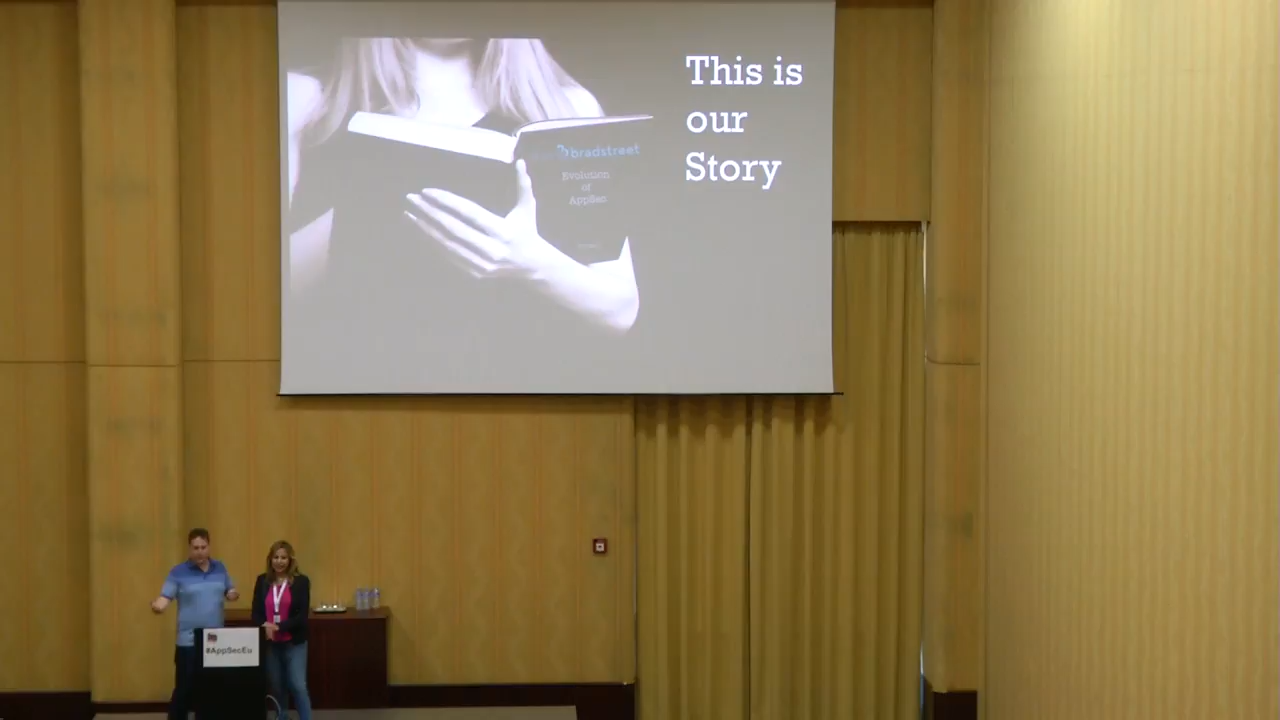 This is
our
Story
bradstreet
Evolution
of
AppSec
#AppSecEu